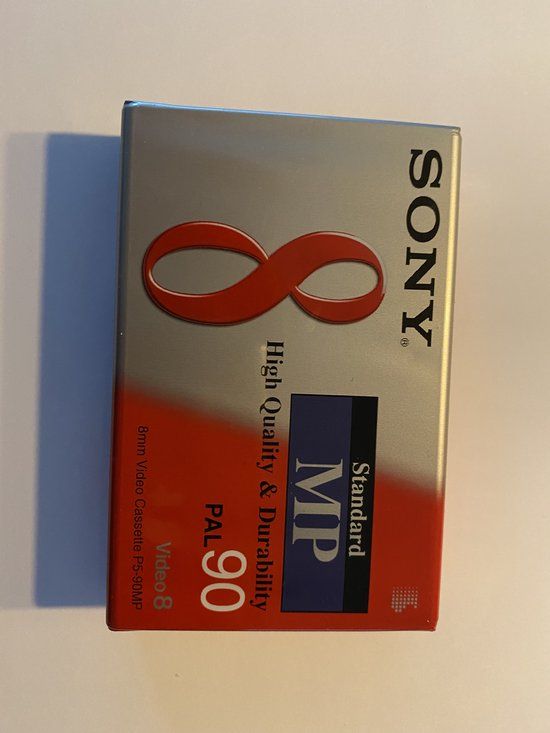 SONY®
8
Standard
MP
High Quality & Durability
PAL 90
Video 8
8mm Video Cassette P5-90MP